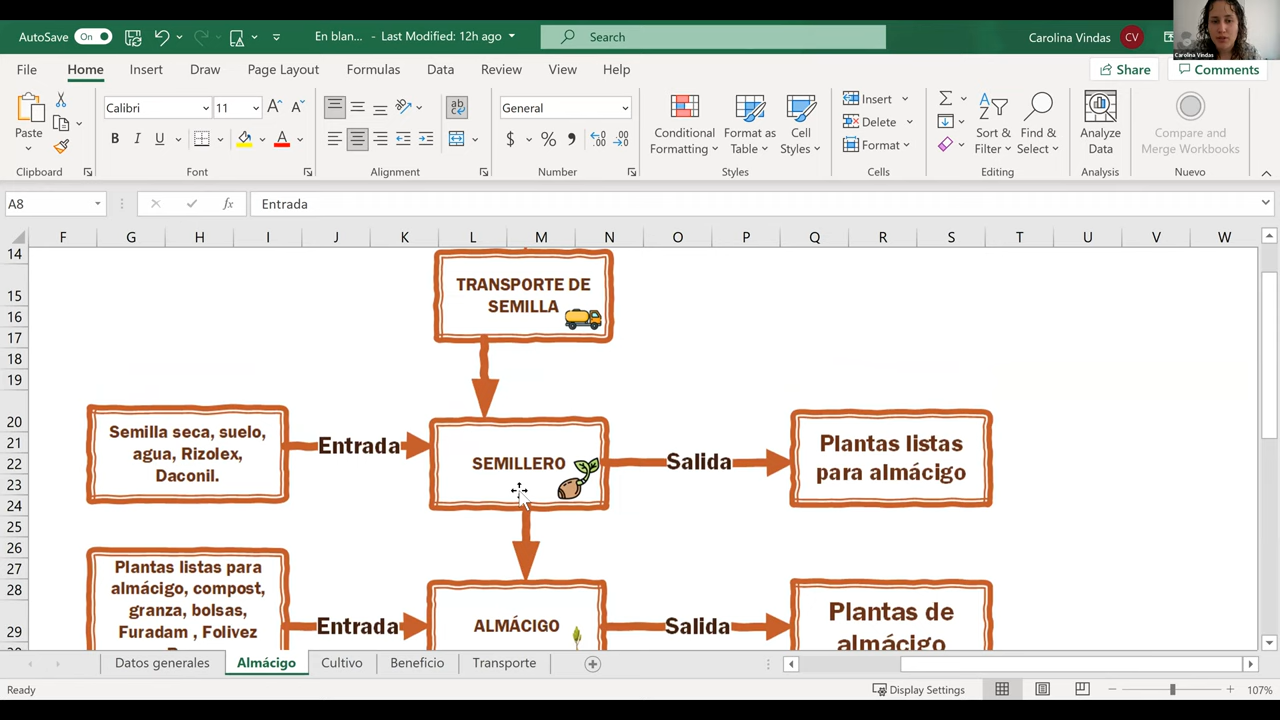 AutoSave On En blan... - Last Modified: 12h ago Search Carolina Vindas CV
Carolina Vindas
File Home Insert Draw Page Layout Formulas Data Review View Help Share Comments
Calibri 11 General Insert
Paste B I U $ % Conditional Formatting Format as Table Cell Styles Delete Sort & Filter Find & Select Analyze Data Compare and Merge Workbooks
Format
Clipboard Font Alignment Number Styles Cells Editing Analysis Nuevo
A8 fx Entrada
F G H I J K L M N O P Q R S T U V W
14
15
16
17
18
19
20
21
22
23
24
25
26
27
28
29
TRANSPORTE DE
SEMILLA
Semilla seca, suelo,
agua, Rizolex,
Daconil.
Entrada
SEMILLERO
Salida
Plantas listas
para almácigo
Plantas listas para
almácigo, compost,
granza, bolsas,
Furadam , Folivez
Entrada
ALMÁCIGO
Salida
Plantas de
almácigo
Datos generales Almácigo Cultivo Beneficio Transporte
Ready Display Settings 107%